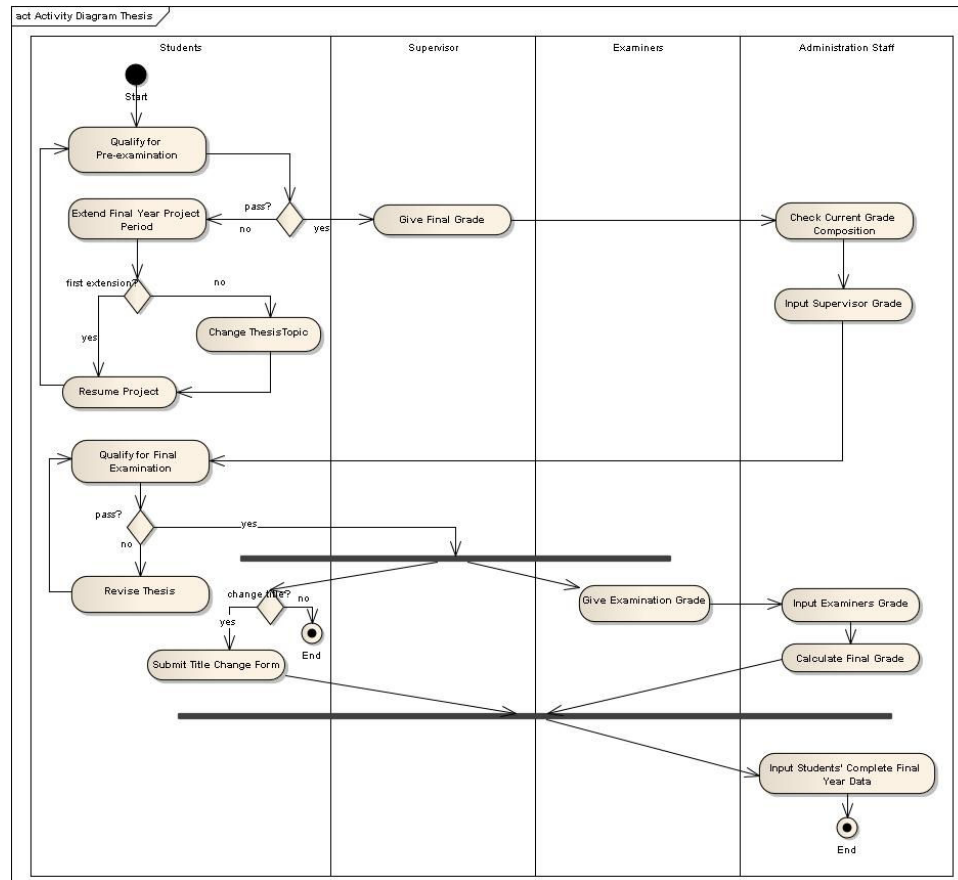 act Activity Diagram Thesis
Students
Supervisor
Examiners
Administration Staff
Start
Qualify for
Pre-examination
pass?
no
yes
Extend Final Year Project
Period
Give Final Grade
Check Current Grade
Composition
first extension?
no
yes
Change ThesisTopic
Input Supervisor Grade
Resume Project
Qualify for Final
Examination
pass?
yes
no
Revise Thesis
change title?
no
yes
End
Give Examination Grade
Input Examiners Grade
Submit Title Change Form
Calculate Final Grade
Input Students' Complete Final
Year Data
End